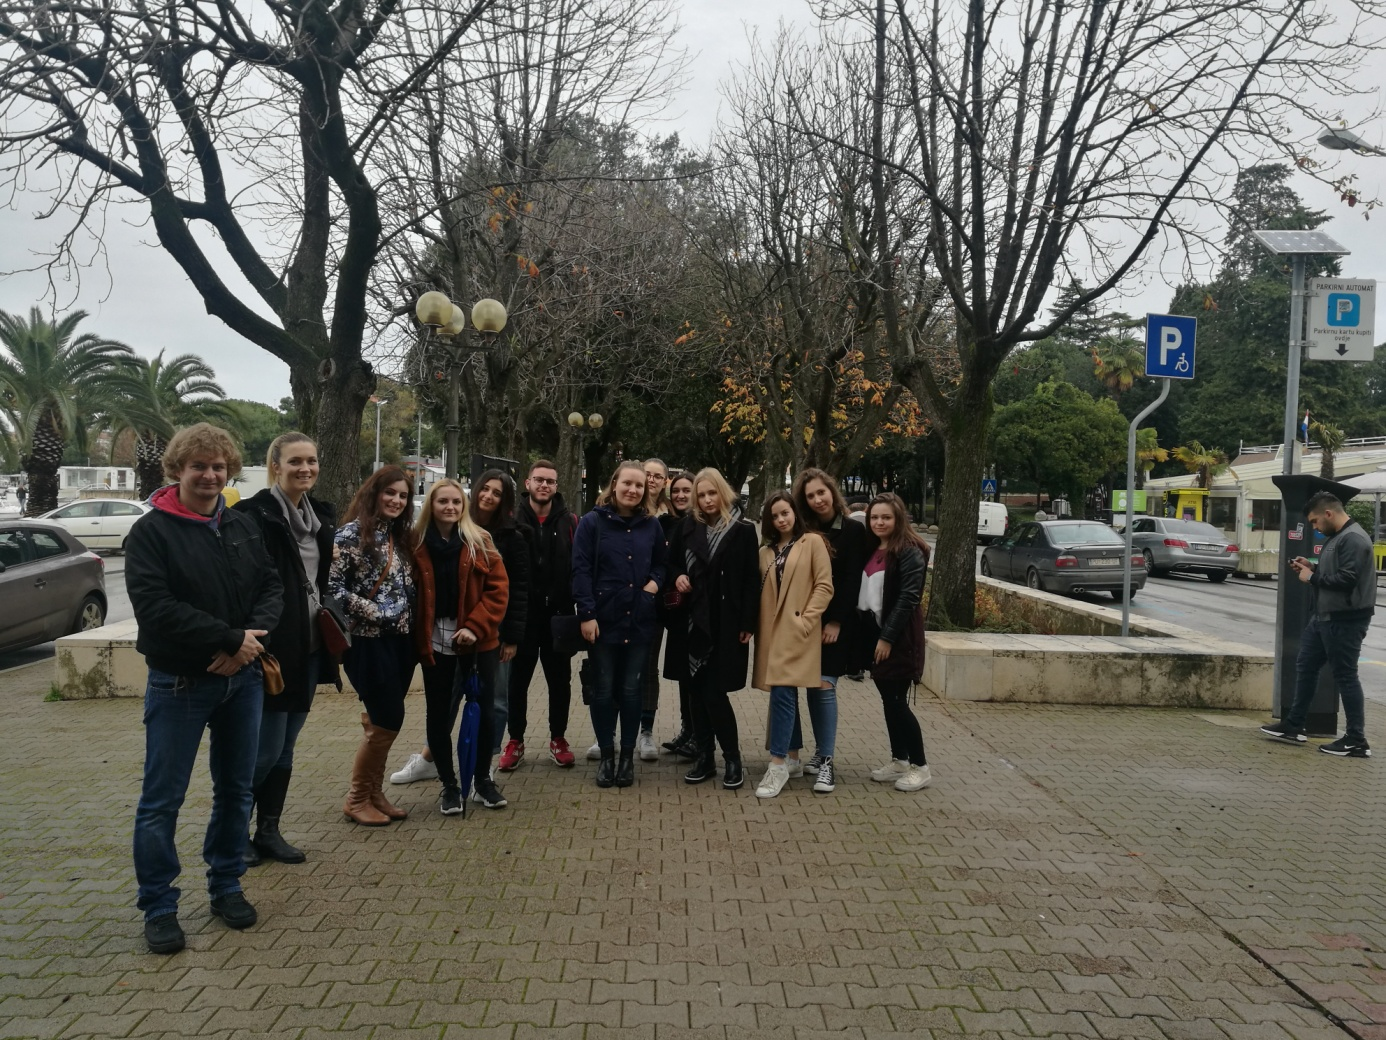 P
PARKIRNI AUTOMAT
P
Parkirnu kartu kupiti
ovdje